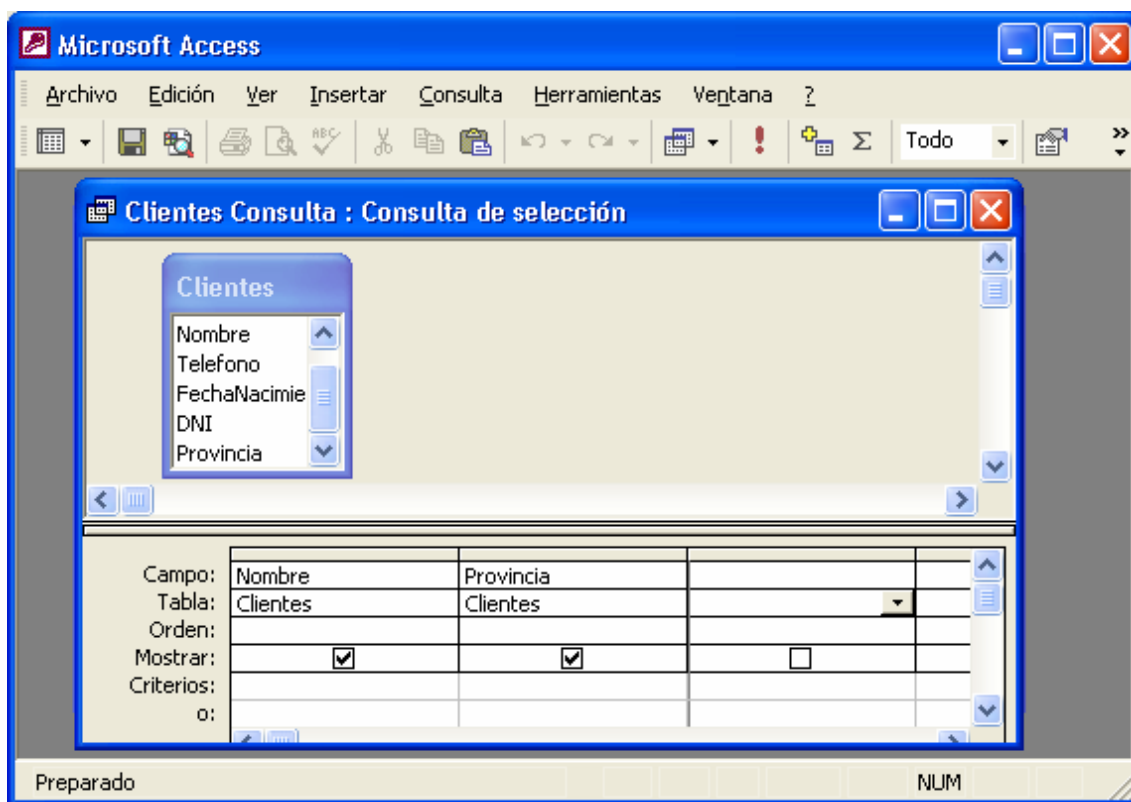 Microsoft Access
Archivo Edición Ver Insertar Consulta Herramientas Ventana ?
ABC Σ Todo
Clientes Consulta : Consulta de selección
Clientes
Nombre
Telefono
FechaNacimie
DNI
Provincia
Campo: Nombre Provincia
Tabla: Clientes Clientes
Orden:
Mostrar:
Criterios:
o:
Preparado NUM